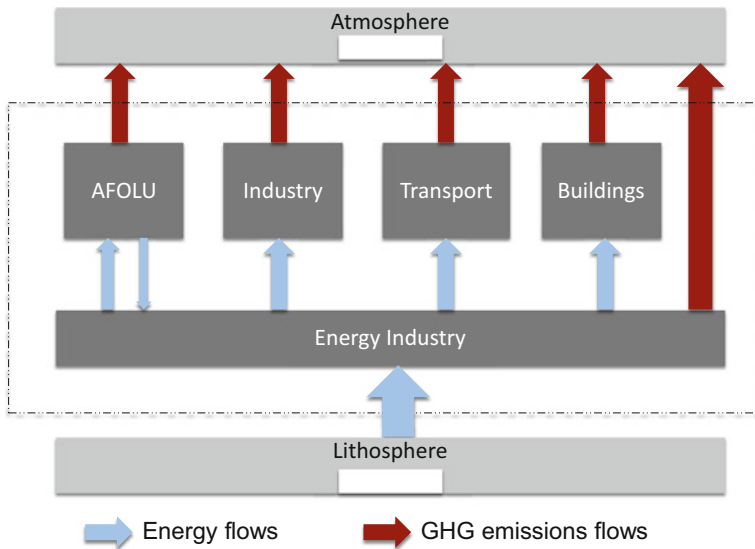 Atmosphere
AFOLU
Industry
Transport
Buildings
Energy Industry
Lithosphere
Energy flows
GHG emissions flows